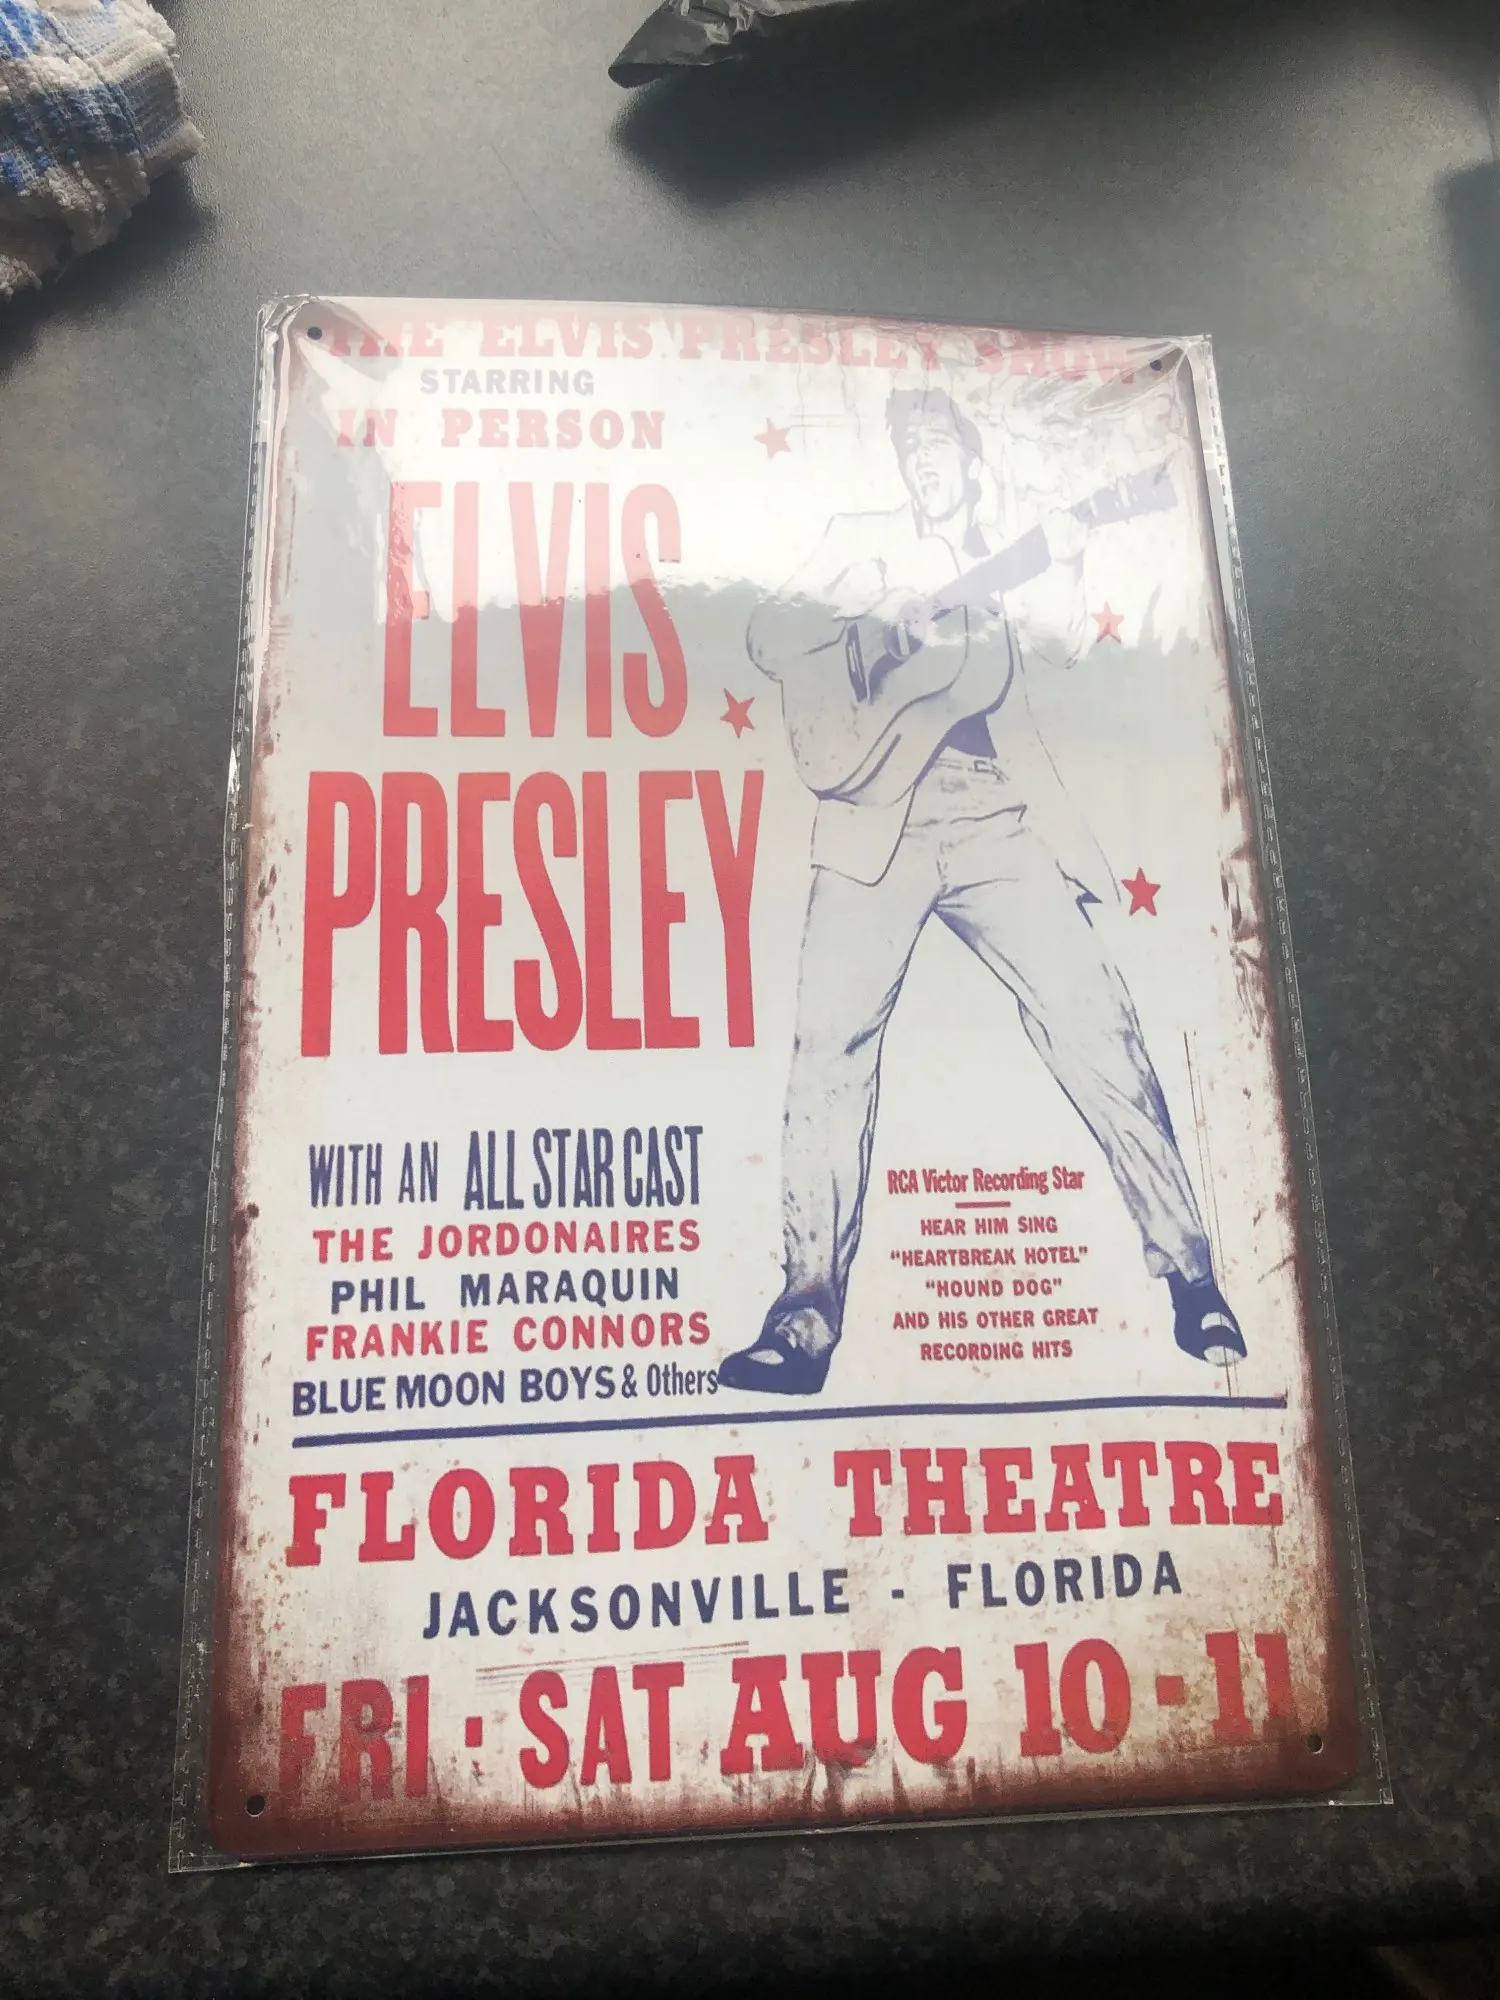 THE ELVIS PRESLEY SHOW
STARRING
IN PERSON
ELVIS
PRESLEY
WITH AN ALL STAR CAST
THE JORDONAIRES
PHIL MARAQUIN
FRANKIE CONNORS
BLUE MOON BOYS & Others
RCA Victor Recording Star
HEAR HIM SING
"HEARTBREAK HOTEL"
"HOUND DOG"
AND HIS OTHER GREAT
RECORDING HITS
FLORIDA THEATRE
JACKSONVILLE - FLORIDA
FRI · SAT AUG 10-11